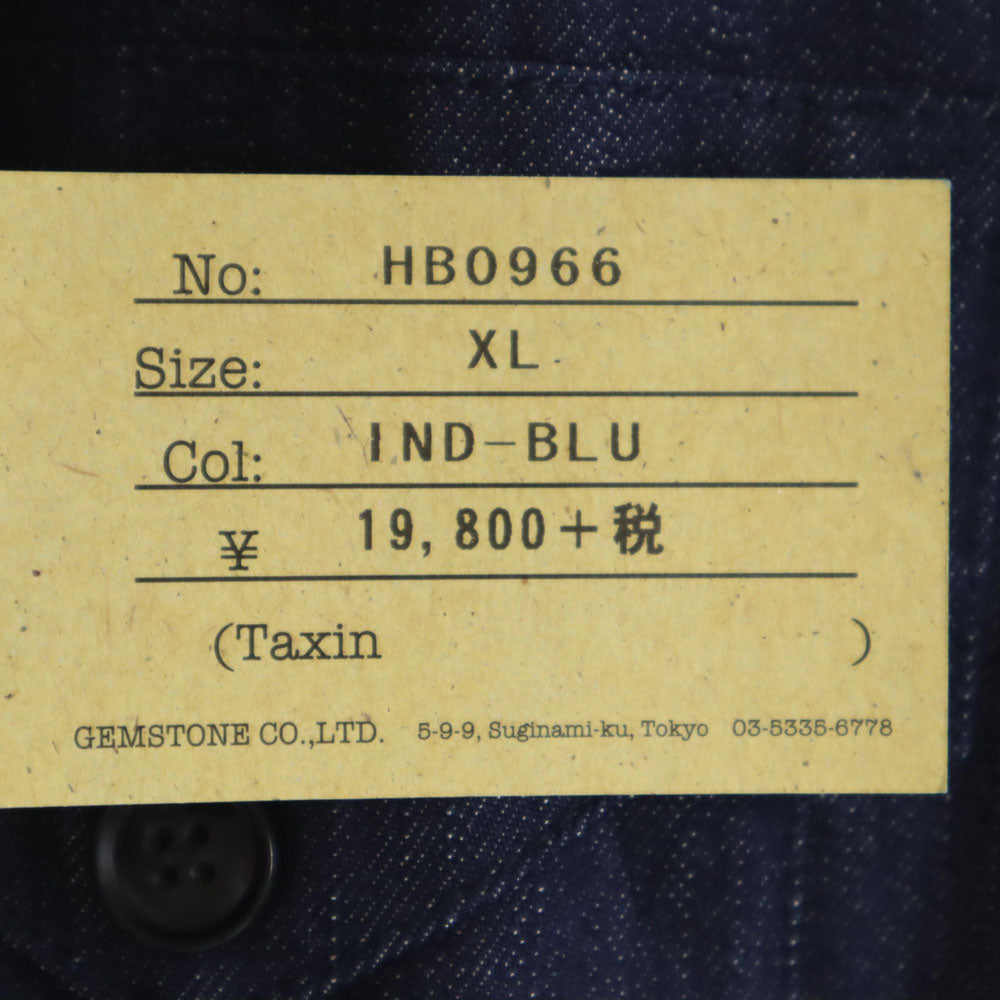 No: HB0966
Size: XL
Col: IND-BLU
¥ 19,800+税
(Taxin )
GEMSTONE CO.,LTD. 5-9-9, Suginami-ku, Tokyo 03-5335-6778